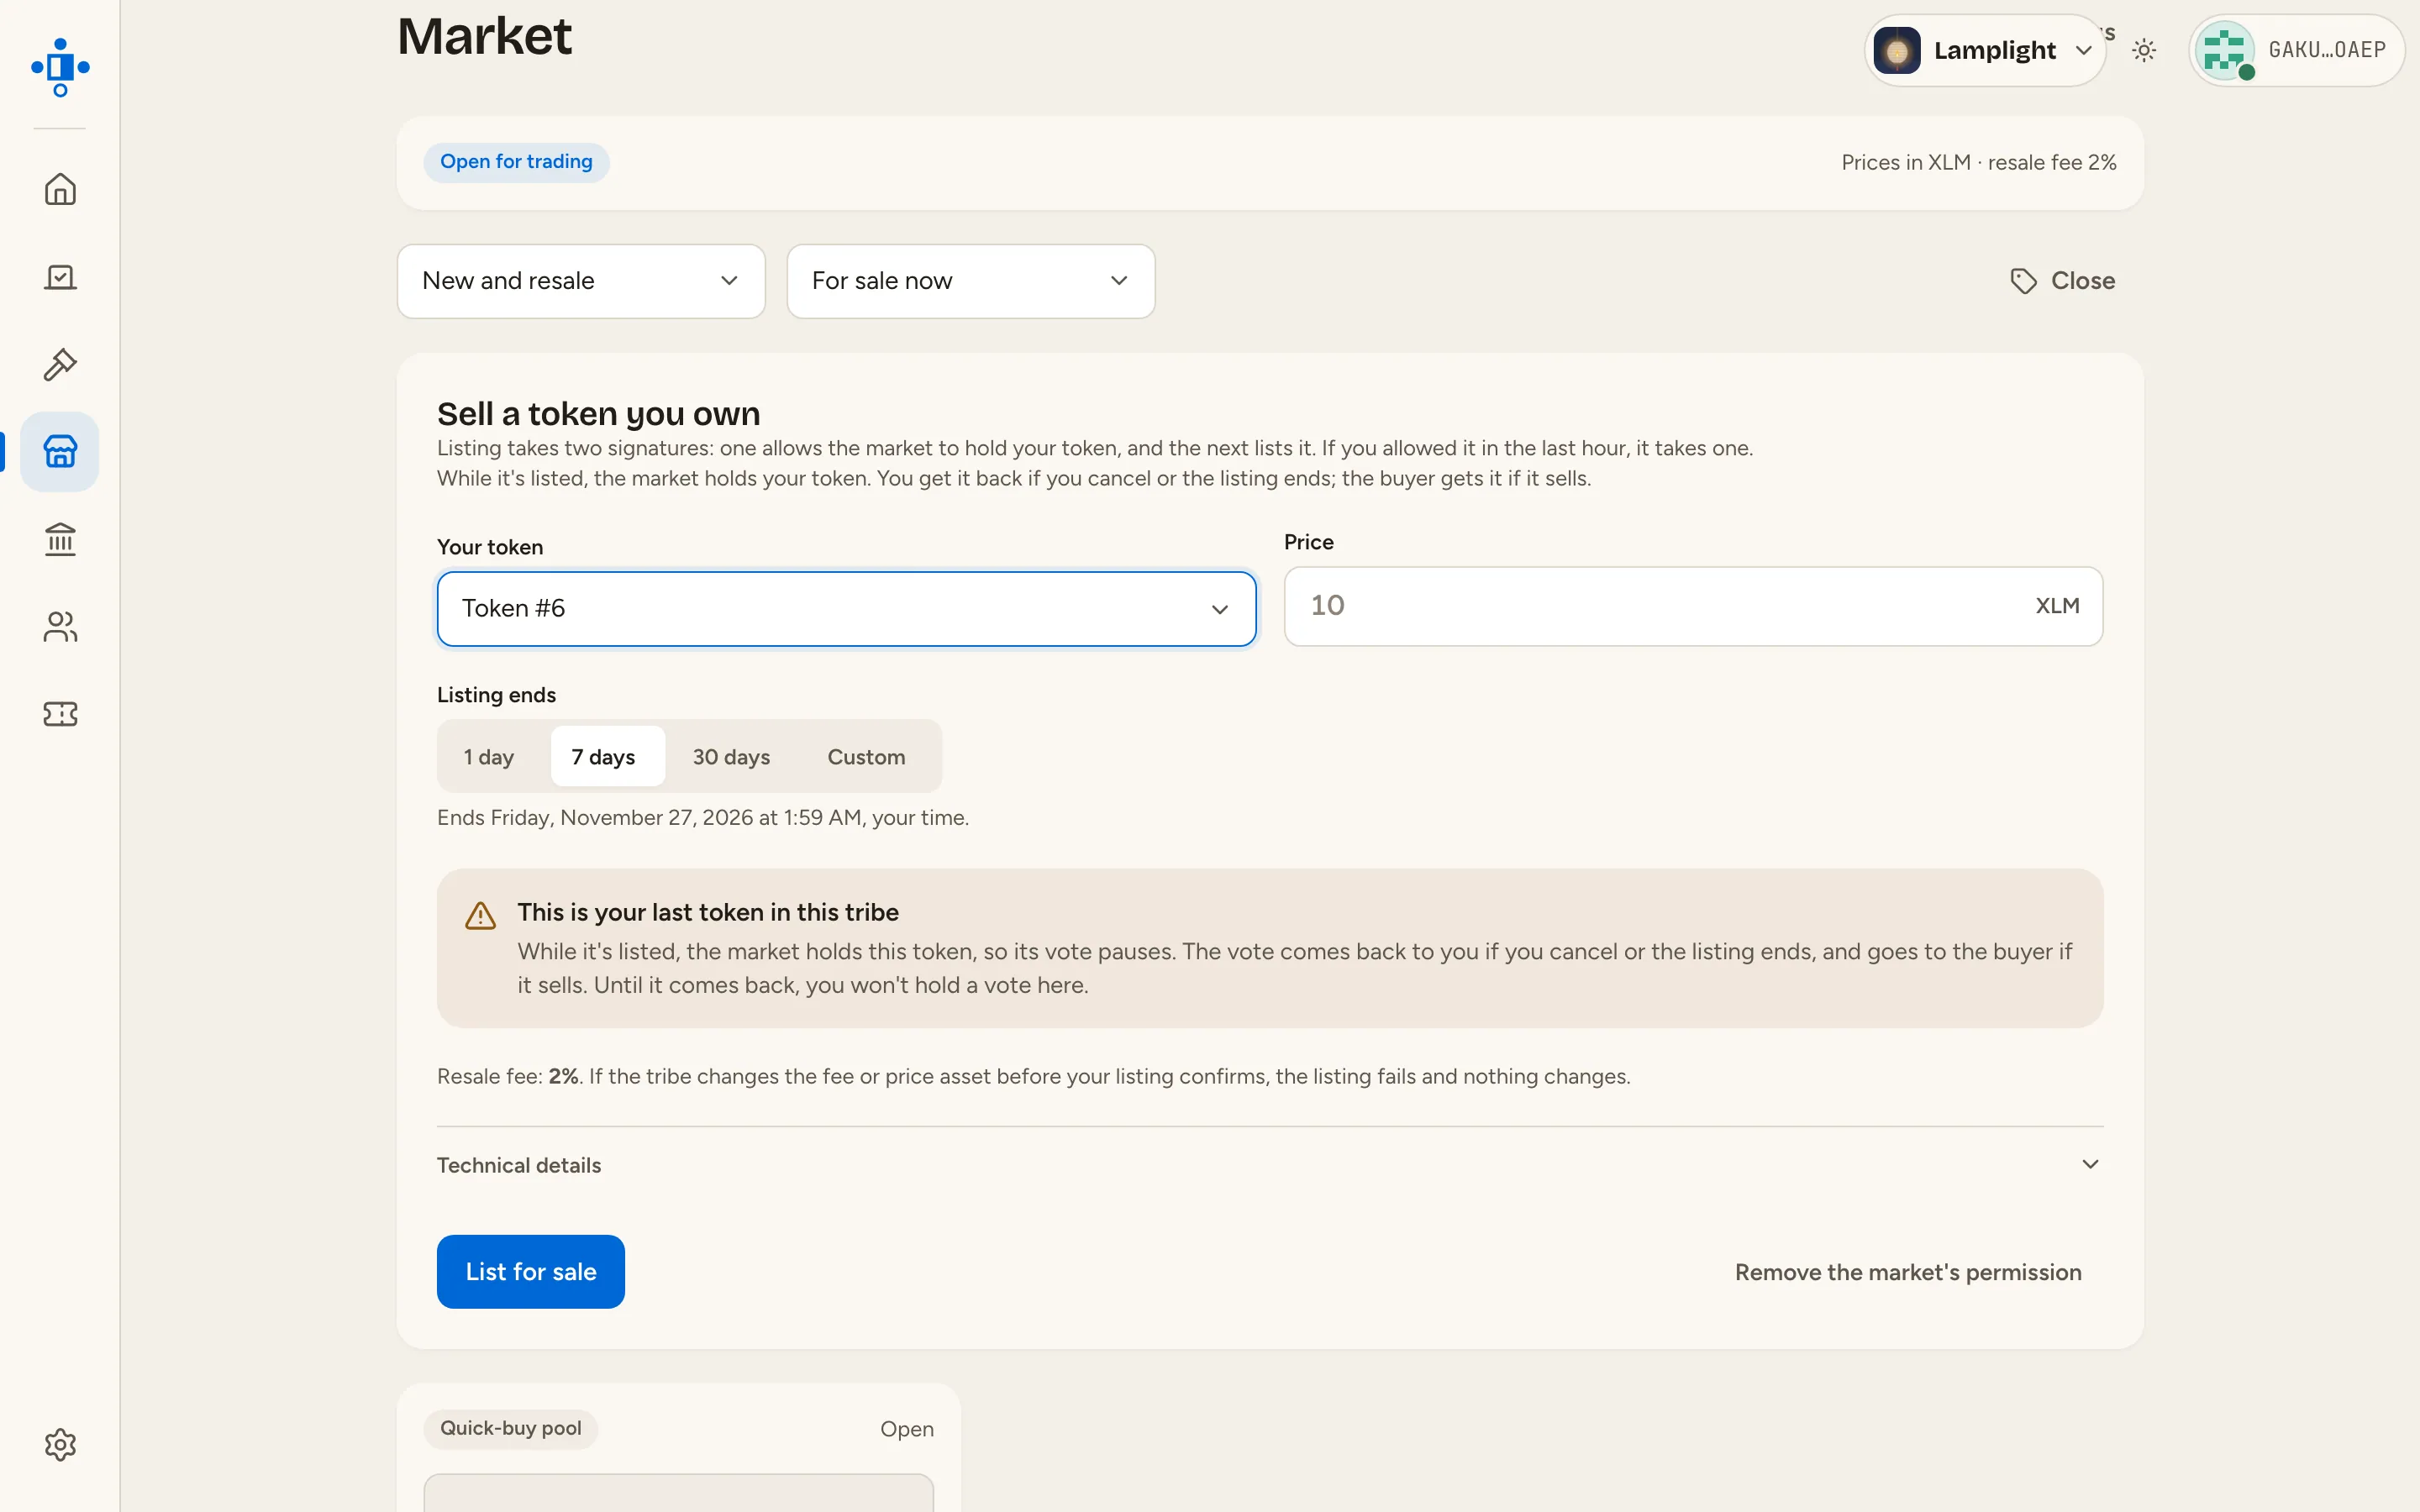 Market
Lamplight
GAKU...OAEP
Open for trading
Prices in XLM · resale fee 2%
New and resale
For sale now
Close
Sell a token you own
Listing takes two signatures: one allows the market to hold your token, and the next lists it. If you allowed it in the last hour, it takes one.
While it's listed, the market holds your token. You get it back if you cancel or the listing ends; the buyer gets it if it sells.
Your token
Price
Token #6
10
XLM
Listing ends
1 day
7 days
30 days
Custom
Ends Friday, November 27, 2026 at 1:59 AM, your time.
This is your last token in this tribe
While it's listed, the market holds this token, so its vote pauses. The vote comes back to you if you cancel or the listing ends, and goes to the buyer if
it sells. Until it comes back, you won't hold a vote here.
Resale fee: 2%. If the tribe changes the fee or price asset before your listing confirms, the listing fails and nothing changes.
Technical details
List for sale
Remove the market's permission
Quick-buy pool
Open